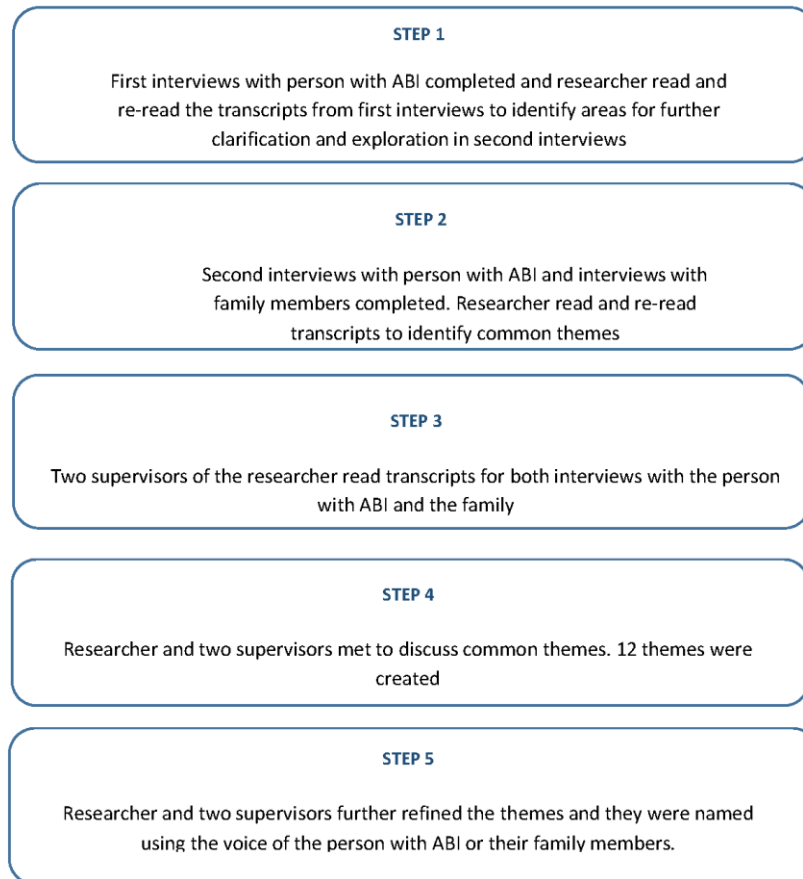 STEP 1
First interviews with person with ABI completed and researcher read and
re-read the transcripts from first interviews to identify areas for further
clarification and exploration in second interviews
STEP 2
Second interviews with person with ABI and interviews with
family members completed. Researcher read and re-read
transcripts to identify common themes
STEP 3
Two supervisors of the researcher read transcripts for both interviews with the person
with ABI and the family
STEP 4
Researcher and two supervisors met to discuss common themes. 12 themes were
created
STEP 5
Researcher and two supervisors further refined the themes and they were named
using the voice of the person with ABI or their family members.